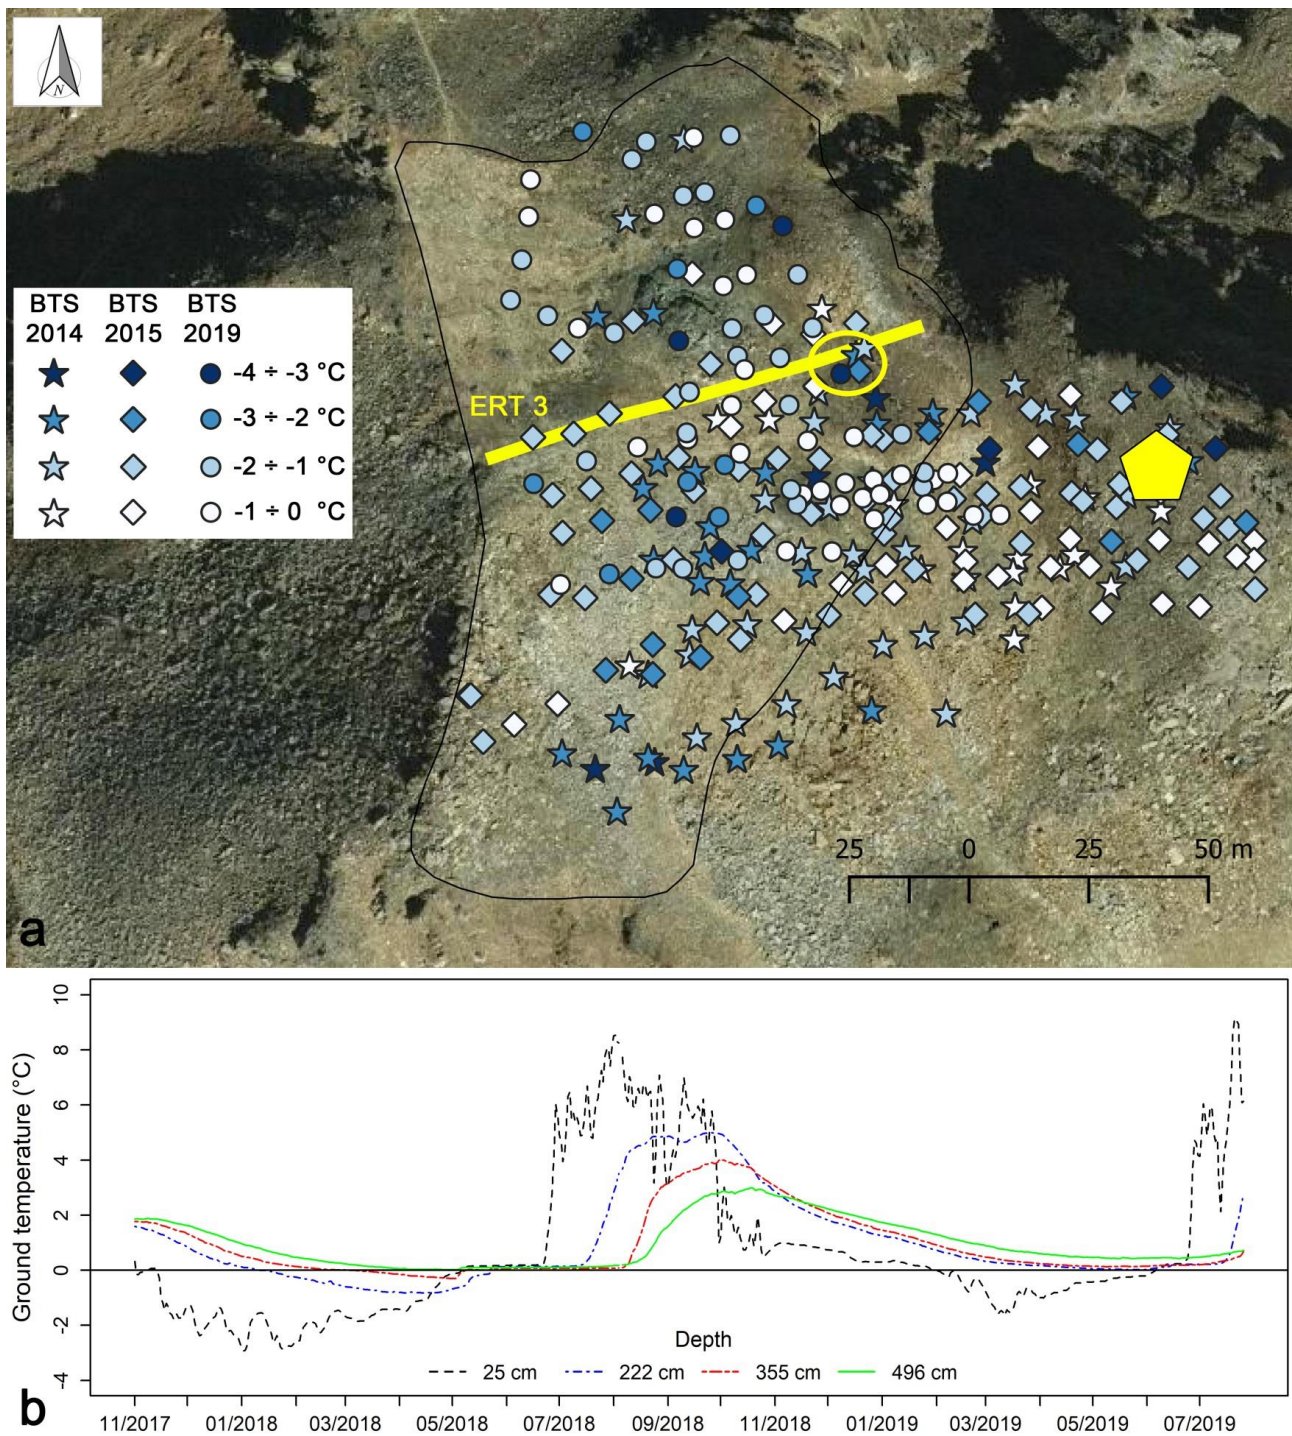 N
BTS BTS BTS
2014 2015 2019
-4 ÷ -3 °C
-3 ÷ -2 °C
-2 ÷ -1 °C
-1 ÷ 0 °C
ERT 3
25 0 25 50 m
a
Ground temperature (°C)
10
8
6
4
2
0
-2
-4
Depth
25 cm 222 cm 355 cm 496 cm
b
11/2017 01/2018 03/2018 05/2018 07/2018 09/2018 11/2018 01/2019 03/2019 05/2019 07/2019